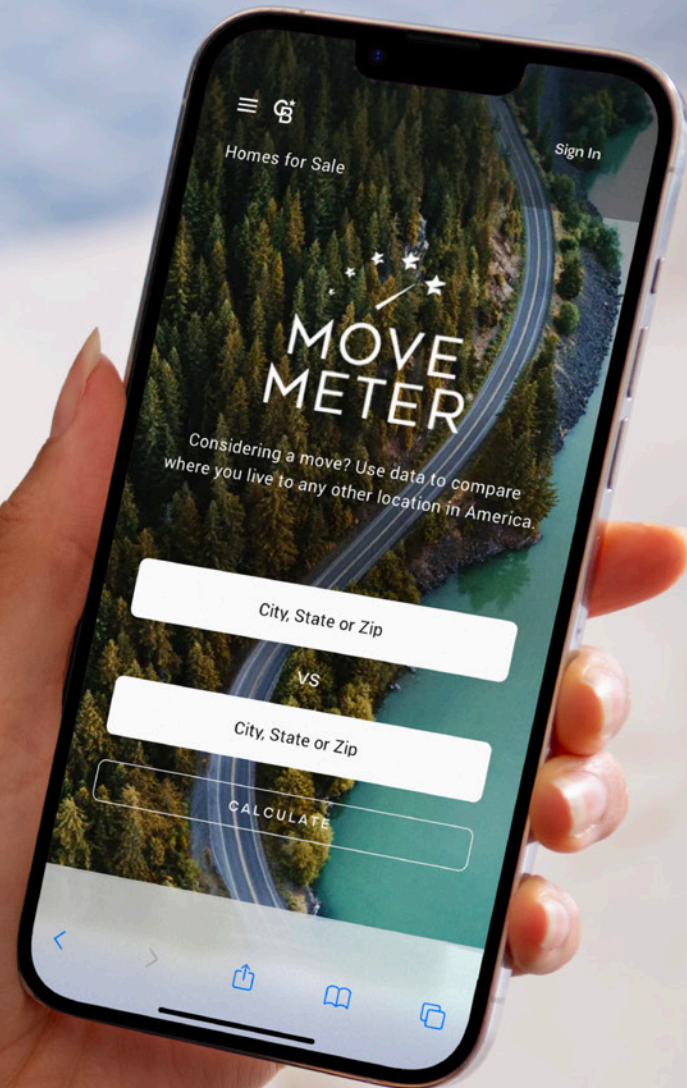 CB
Homes for Sale
Sign In
MOVE
METER®
Considering a move? Use data to compare
where you live to any other location in America.
City, State or Zip
VS
City, State or Zip
CALCULATE